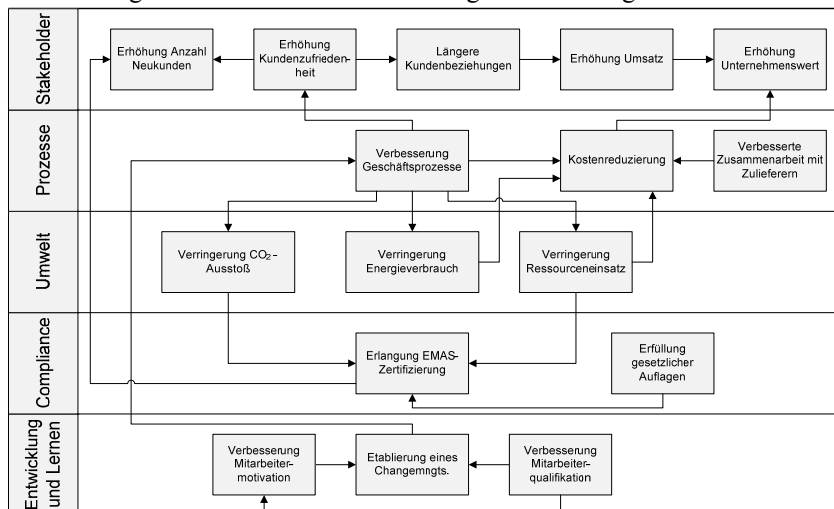 Stakeholder
Erhöhung Anzahl
Neukunden
Erhöhung
Kundenzufrieden-
heit
Längere
Kundenbeziehungen
Erhöhung Umsatz
Erhöhung
Unternehmenswert
Prozesse
Verbesserung
Geschäftsprozesse
Kostenreduzierung
Verbesserte
Zusammenarbeit mit
Zulieferern
Umwelt
Verringerung CO₂-
Ausstoß
Verringerung
Energieverbrauch
Verringerung
Ressourceneinsatz
Compliance
Erlangung EMAS-
Zertifizierung
Erfüllung
gesetzlicher
Auflagen
Entwicklung
und Lernen
Verbesserung
Mitarbeiter-
motivation
Etablierung eines
Changemngts.
Verbesserung
Mitarbeiter-
qualifikation